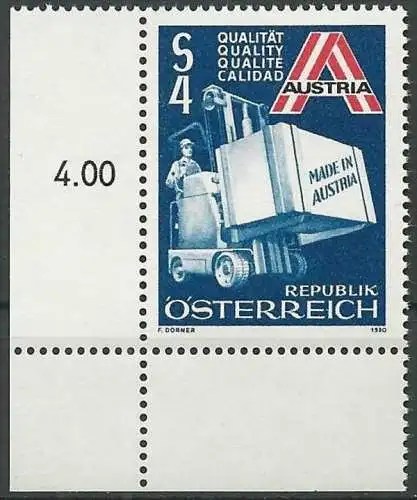 S
4
QUALITÄT
QUALITY
QUALITE
CALIDAD
AUSTRIA
4.00
MADE IN
AUSTRIA
REPUBLIK
ÖSTERREICH
F. DORNER 1980